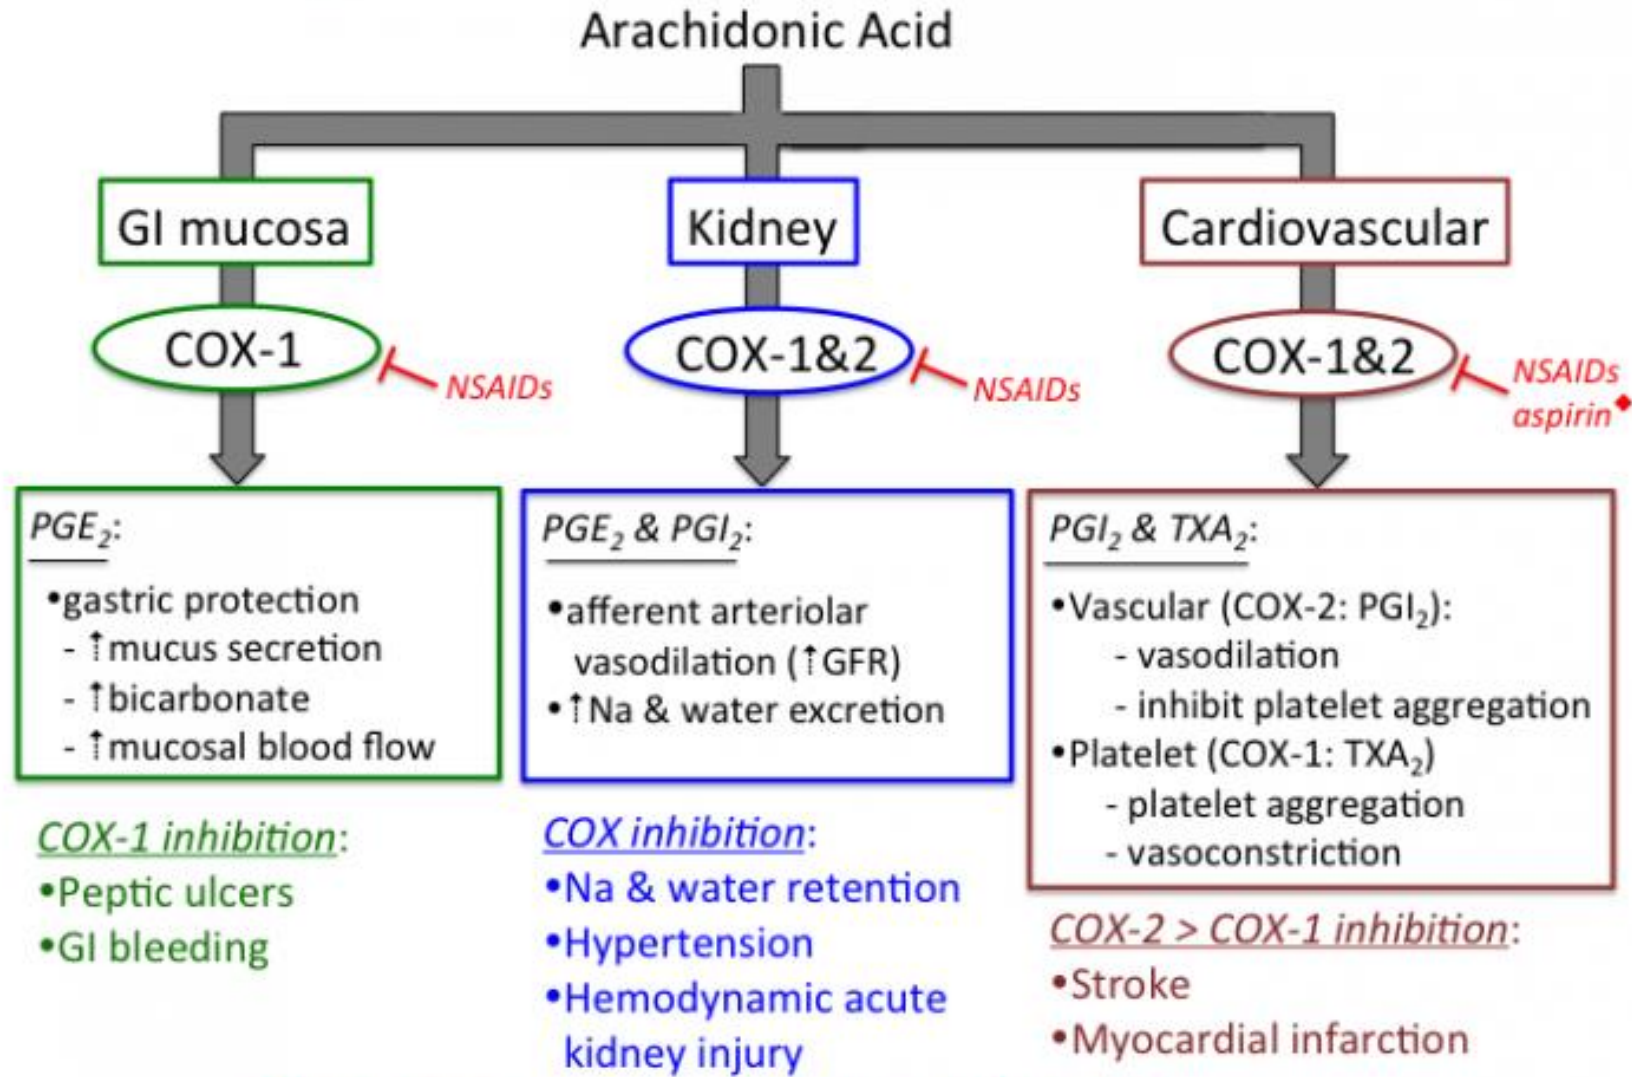 Arachidonic Acid
GI mucosa
COX-1
NSAIDs
PGE₂:
•gastric protection
- ↑mucus secretion
- ↑bicarbonate
- ↑mucosal blood flow
COX-1 inhibition:
•Peptic ulcers
•GI bleeding
Kidney
COX-1&2
NSAIDs
PGE₂ & PGI₂:
•afferent arteriolar
vasodilation (↑GFR)
•↑Na & water excretion
COX inhibition:
•Na & water retention
•Hypertension
•Hemodynamic acute
kidney injury
Cardiovascular
COX-1&2
NSAIDs
aspirin◆
PGI₂ & TXA₂:
•Vascular (COX-2: PGI₂):
- vasodilation
- inhibit platelet aggregation
•Platelet (COX-1: TXA₂)
- platelet aggregation
- vasoconstriction
COX-2 > COX-1 inhibition:
•Stroke
•Myocardial infarction